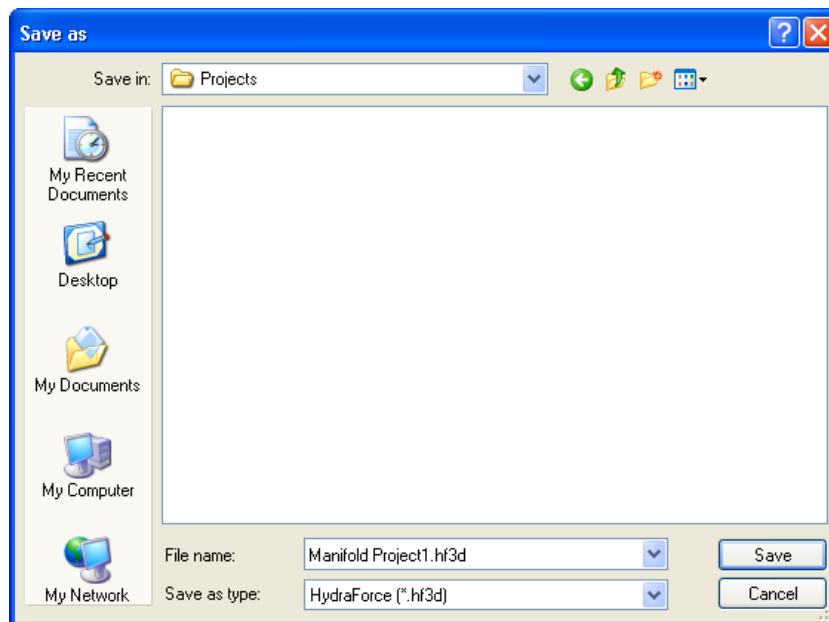 Save as
Save in:
Projects
My Recent
Documents
Desktop
My Documents
My Computer
My Network
File name:
Manifold Project1.hf3d
Save
Save as type:
HydraForce (*.hf3d)
Cancel